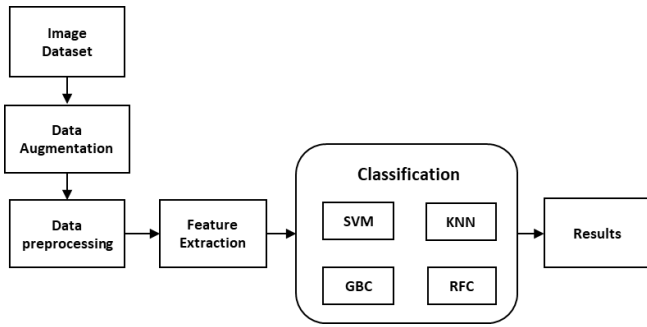 Image
Dataset
Data
Augmentation
Data
preprocessing
Feature
Extraction
Classification
SVM
KNN
GBC
RFC
Results